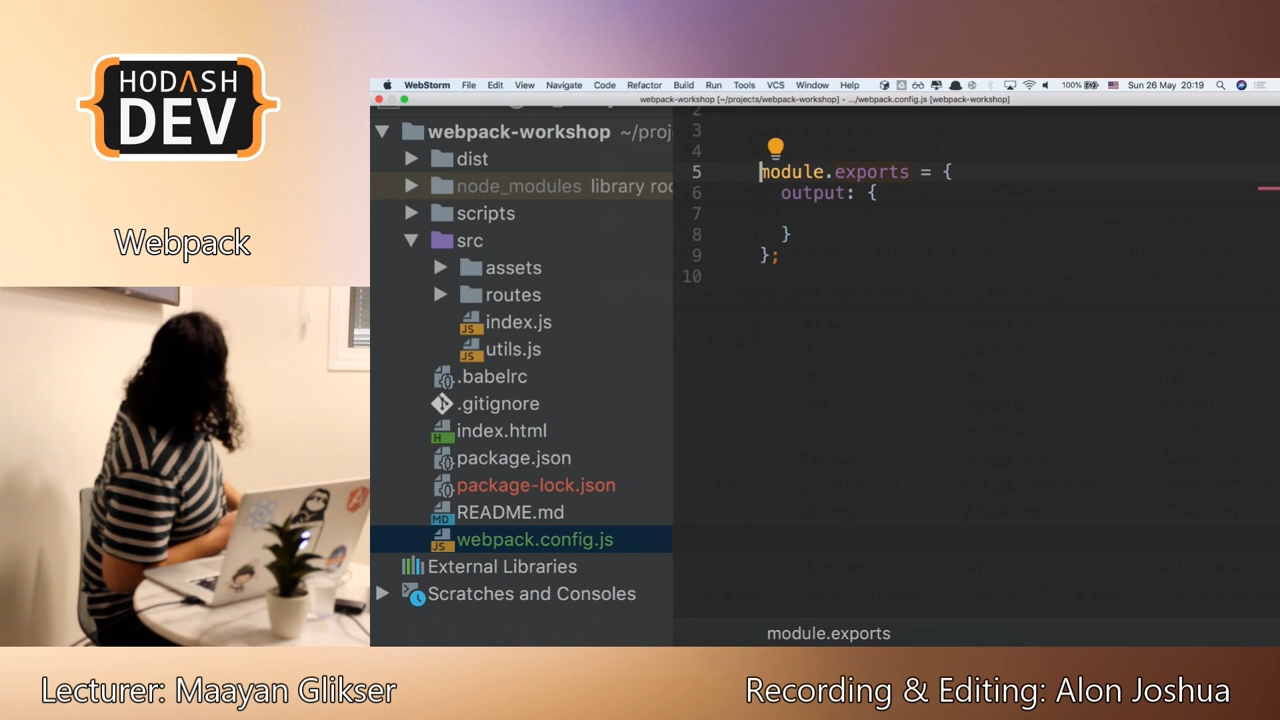 HODASH
DEV
Webpack
WebStorm File Edit View Navigate Code Refactor Build Run Tools VCS Window Help 100% Sun 26 May 20:19
webpack-workshop [~/projects/webpack-workshop] - .../webpack.config.js [webpack-workshop]
webpack-workshop ~/proj
dist
node_modules library roo
scripts
src
assets
routes
index.js
utils.js
.babelrc
.gitignore
index.html
package.json
package-lock.json
README.md
webpack.config.js
External Libraries
Scratches and Consoles
2
3
4
5 module.exports = {
6 output: {
7
8 }
9 };
10
module.exports
Lecturer: Maayan Glikser
Recording & Editing: Alon Joshua